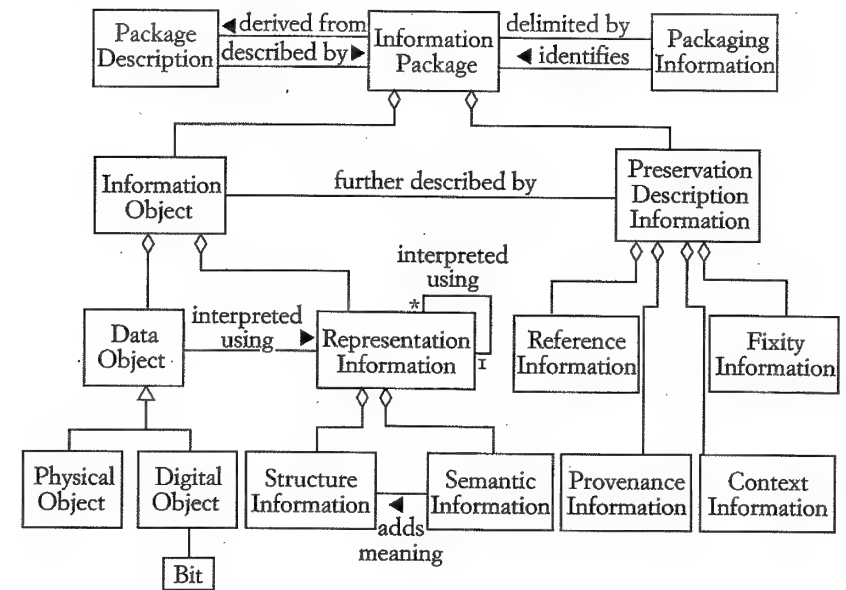 Package
Description
◀ derived from
described by ▶
Information
Package
delimited by
◀ identifies
Packaging
Information
Information
Object
further described by
Preservation
Description
Information
interpreted
using
*
1
Data
Object
interpreted
using ▶
Representation
Information
Reference
Information
Fixity
Information
Physical
Object
Digital
Object
Structure
Information
Semantic
Information
◀
adds
meaning
Provenance
Information
Context
Information
Bit